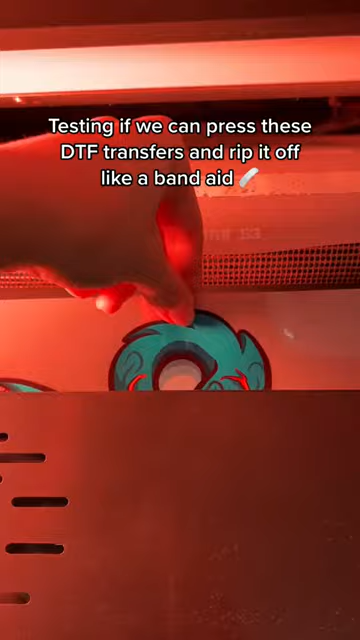 Testing if we can press these
DTF transfers and rip it off
like a band aid 🩹